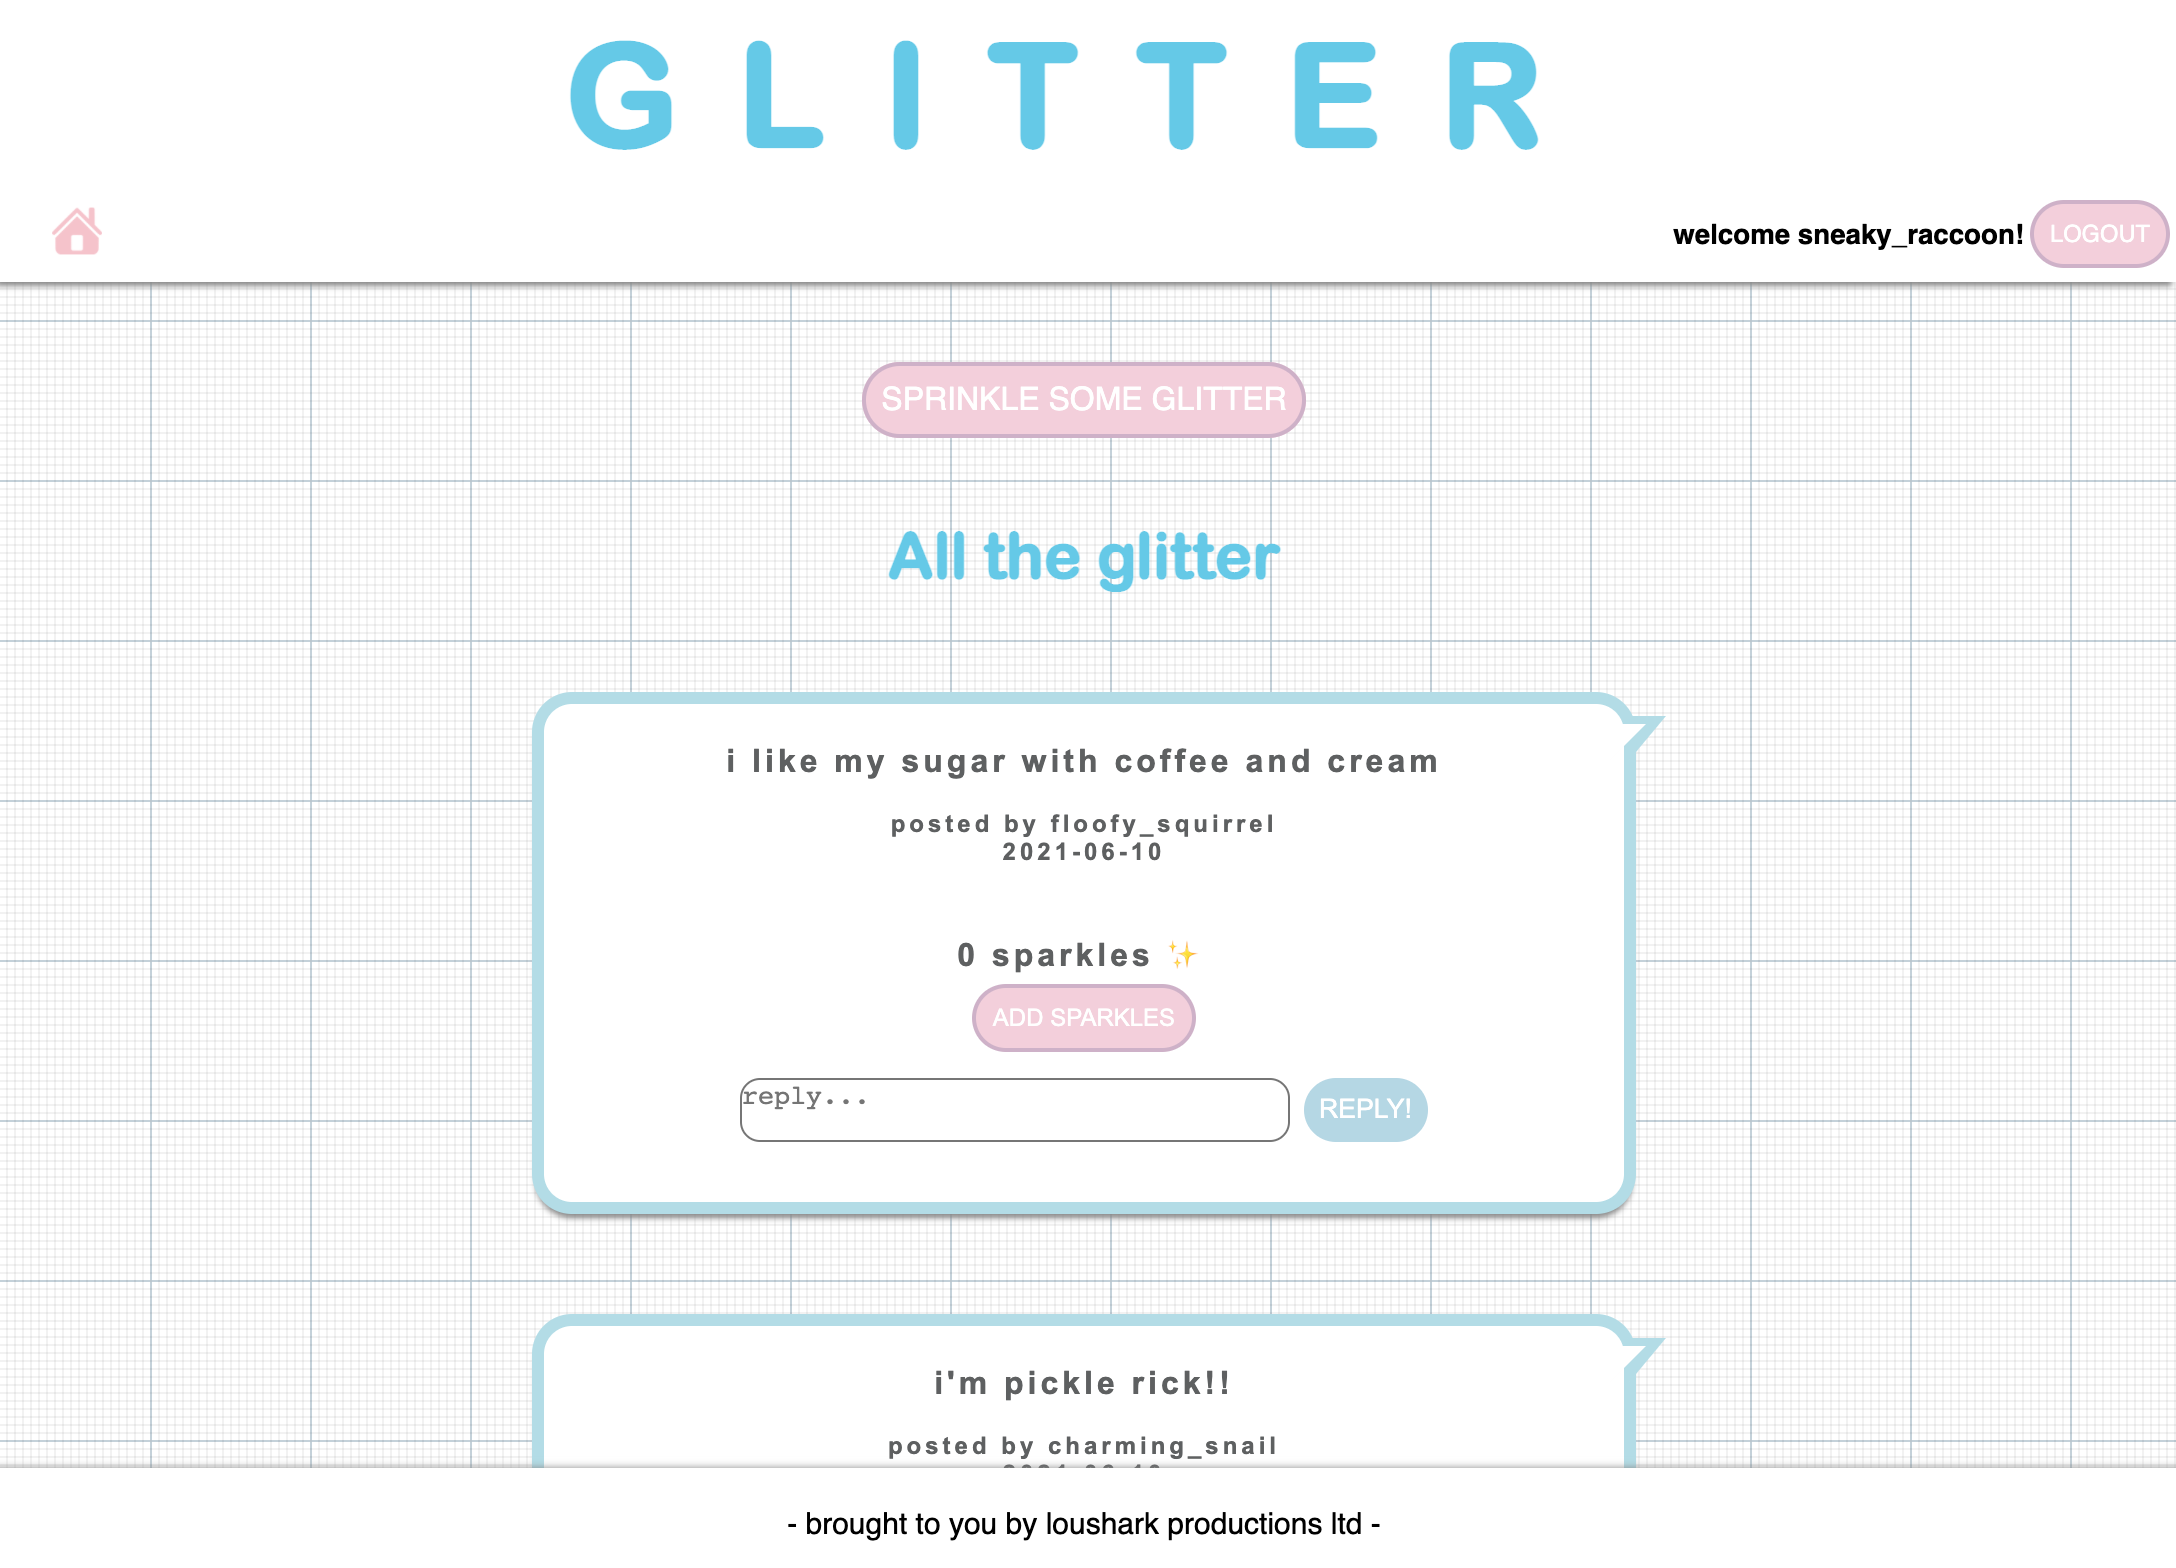 GLITTER
welcome sneaky_raccoon! LOGOUT
SPRINKLE SOME GLITTER
All the glitter
i like my sugar with coffee and cream
posted by floofy_squirrel
2021-06-10
0 sparkles ✨
ADD SPARKLES
reply... REPLY!
i'm pickle rick!!
posted by charming_snail
- brought to you by loushark productions ltd -